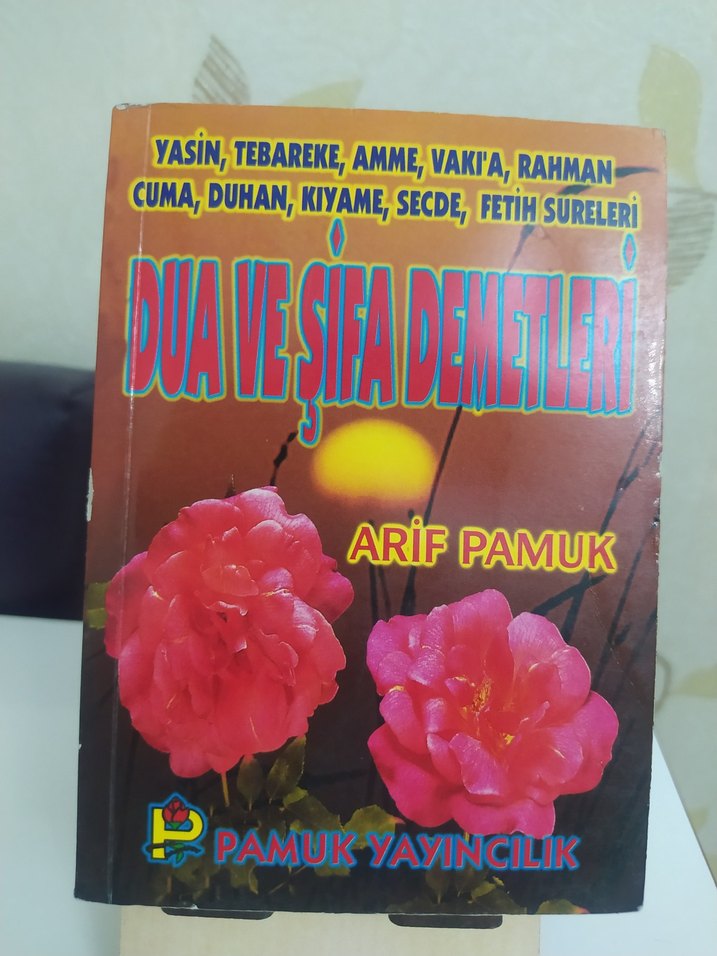 YASİN, TEBAREKE, AMME, VAKI'A, RAHMAN
CUMA, DUHAN, KIYAME, SECDE, FETİH SURELERİ
DUA VE ŞİFA DEMETLERİ
ARİF PAMUK
P PAMUK YAYINCILIK